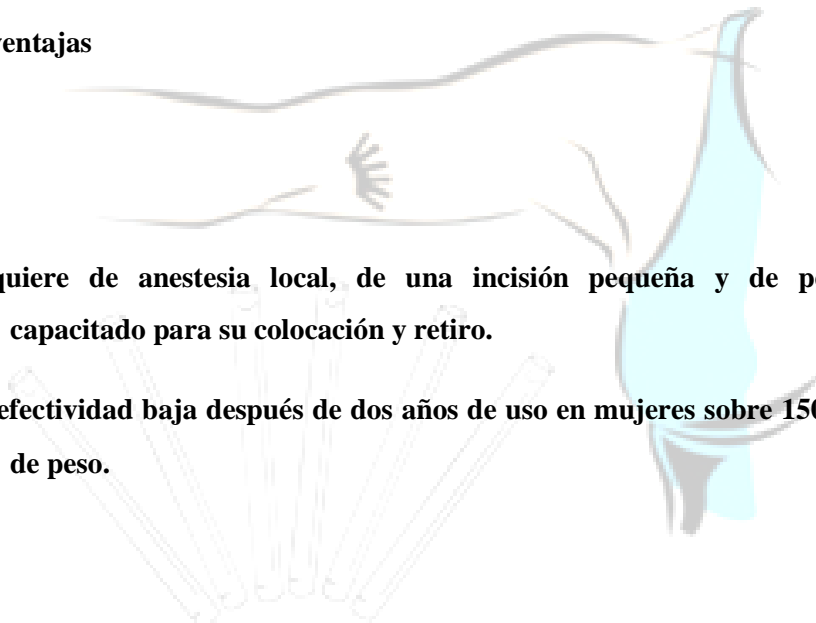 ventajas
quiere de anestesia local, de una incisión pequeña y de pe
capacitado para su colocación y retiro.
efectividad baja después de dos años de uso en mujeres sobre 150
de peso.